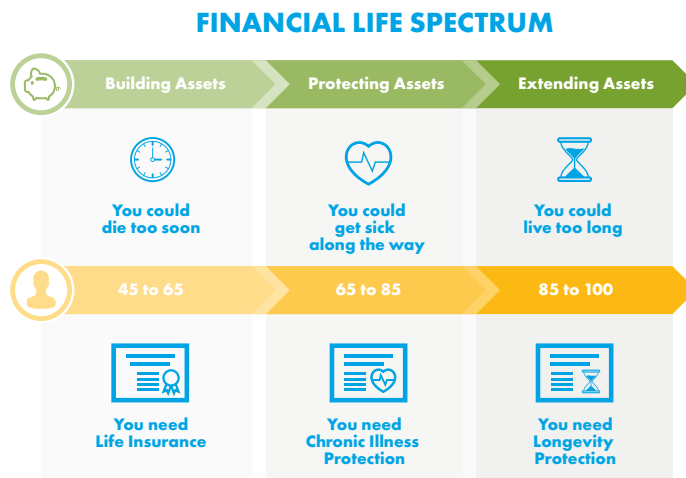 FINANCIAL LIFE SPECTRUM
Building Assets
Protecting Assets
Extending Assets
You could
die too soon
You could
get sick
along the way
You could
live too long
45 to 65
65 to 85
85 to 100
You need
Life Insurance
You need
Chronic Illness
Protection
You need
Longevity
Protection